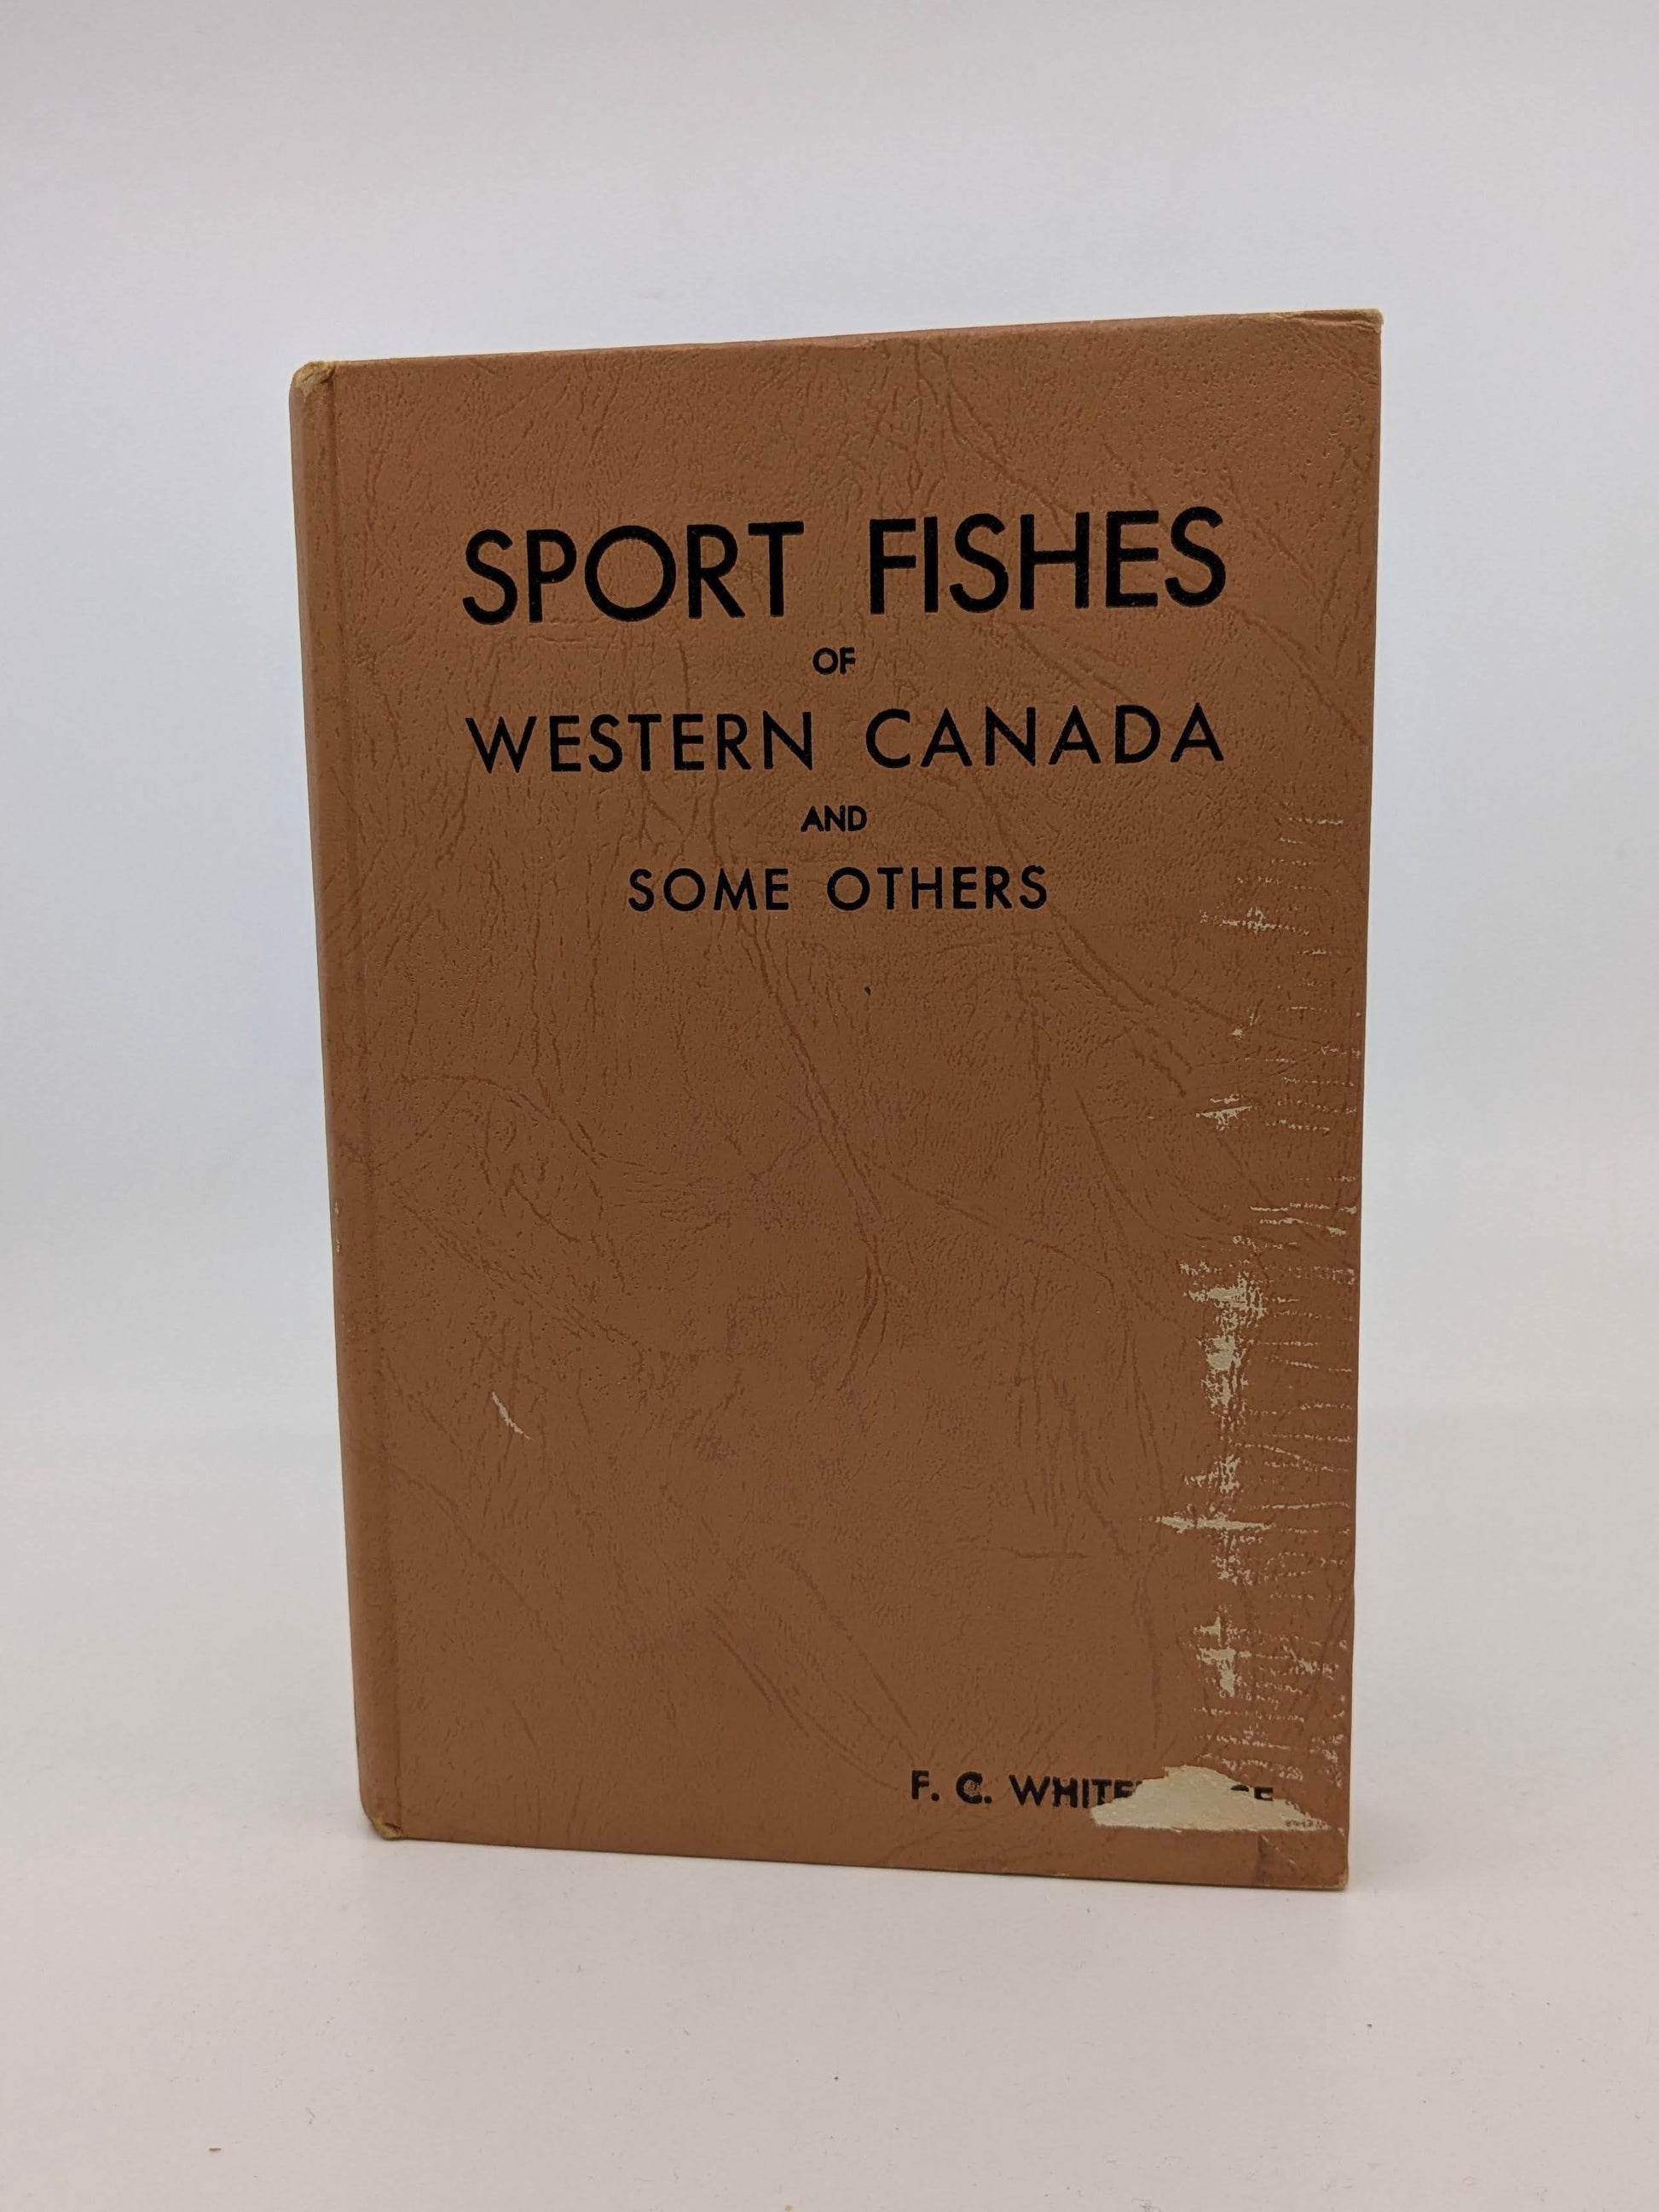 SPORT FISHES
OF
WESTERN CANADA
AND
SOME OTHERS
F. C.